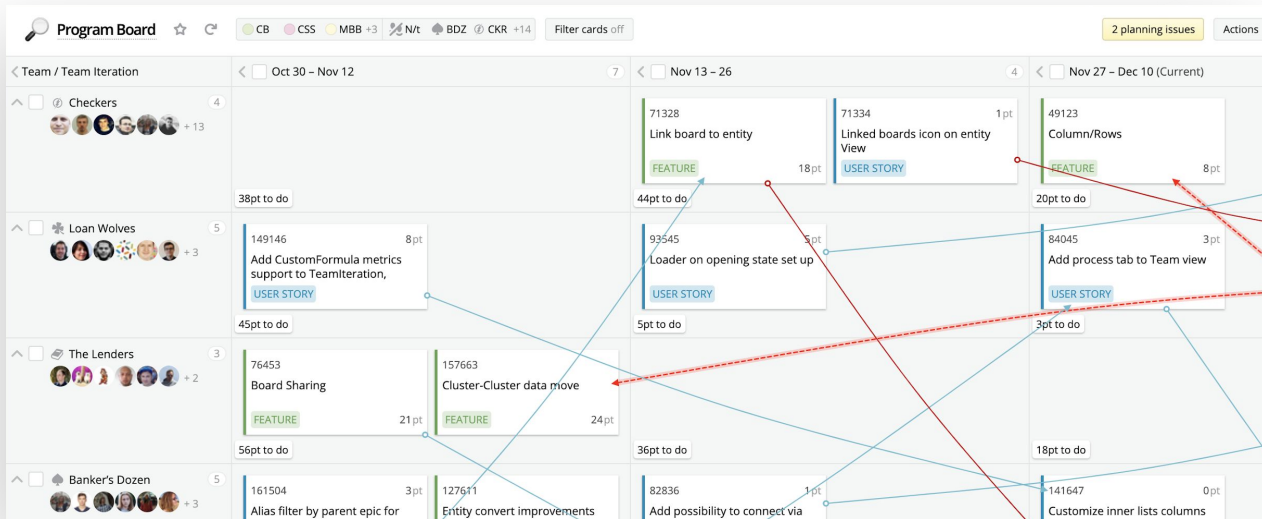 Program Board CB CSS MBB +3 N/t BDZ CKR +14 Filter cards off 2 planning issues Actions
Team / Team Iteration Oct 30 – Nov 12 7 Nov 13 – 26 4 Nov 27 – Dec 10 (Current)
Checkers 4
+ 13
71328
Link board to entity
FEATURE 18pt
71334 1pt
Linked boards icon on entity
View
USER STORY
49123
Column/Rows
FEATURE 8pt
38pt to do 44pt to do 20pt to do
Loan Wolves 5
+ 3
149146 8pt
Add CustomFormula metrics
support to TeamIteration,
USER STORY
93545 5pt
Loader on opening state set up
USER STORY
84045 3pt
Add process tab to Team view
USER STORY
45pt to do 5pt to do 3pt to do
The Lenders 3
+ 2
76453
Board Sharing
FEATURE 21pt
157663
Cluster-Cluster data move
FEATURE 24pt
56pt to do 36pt to do 18pt to do
Banker's Dozen 5
+ 3
161504 3pt
Alias filter by parent epic for
127611
Entity convert improvements
82836 1pt
Add possibility to connect via
141647 0pt
Customize inner lists columns